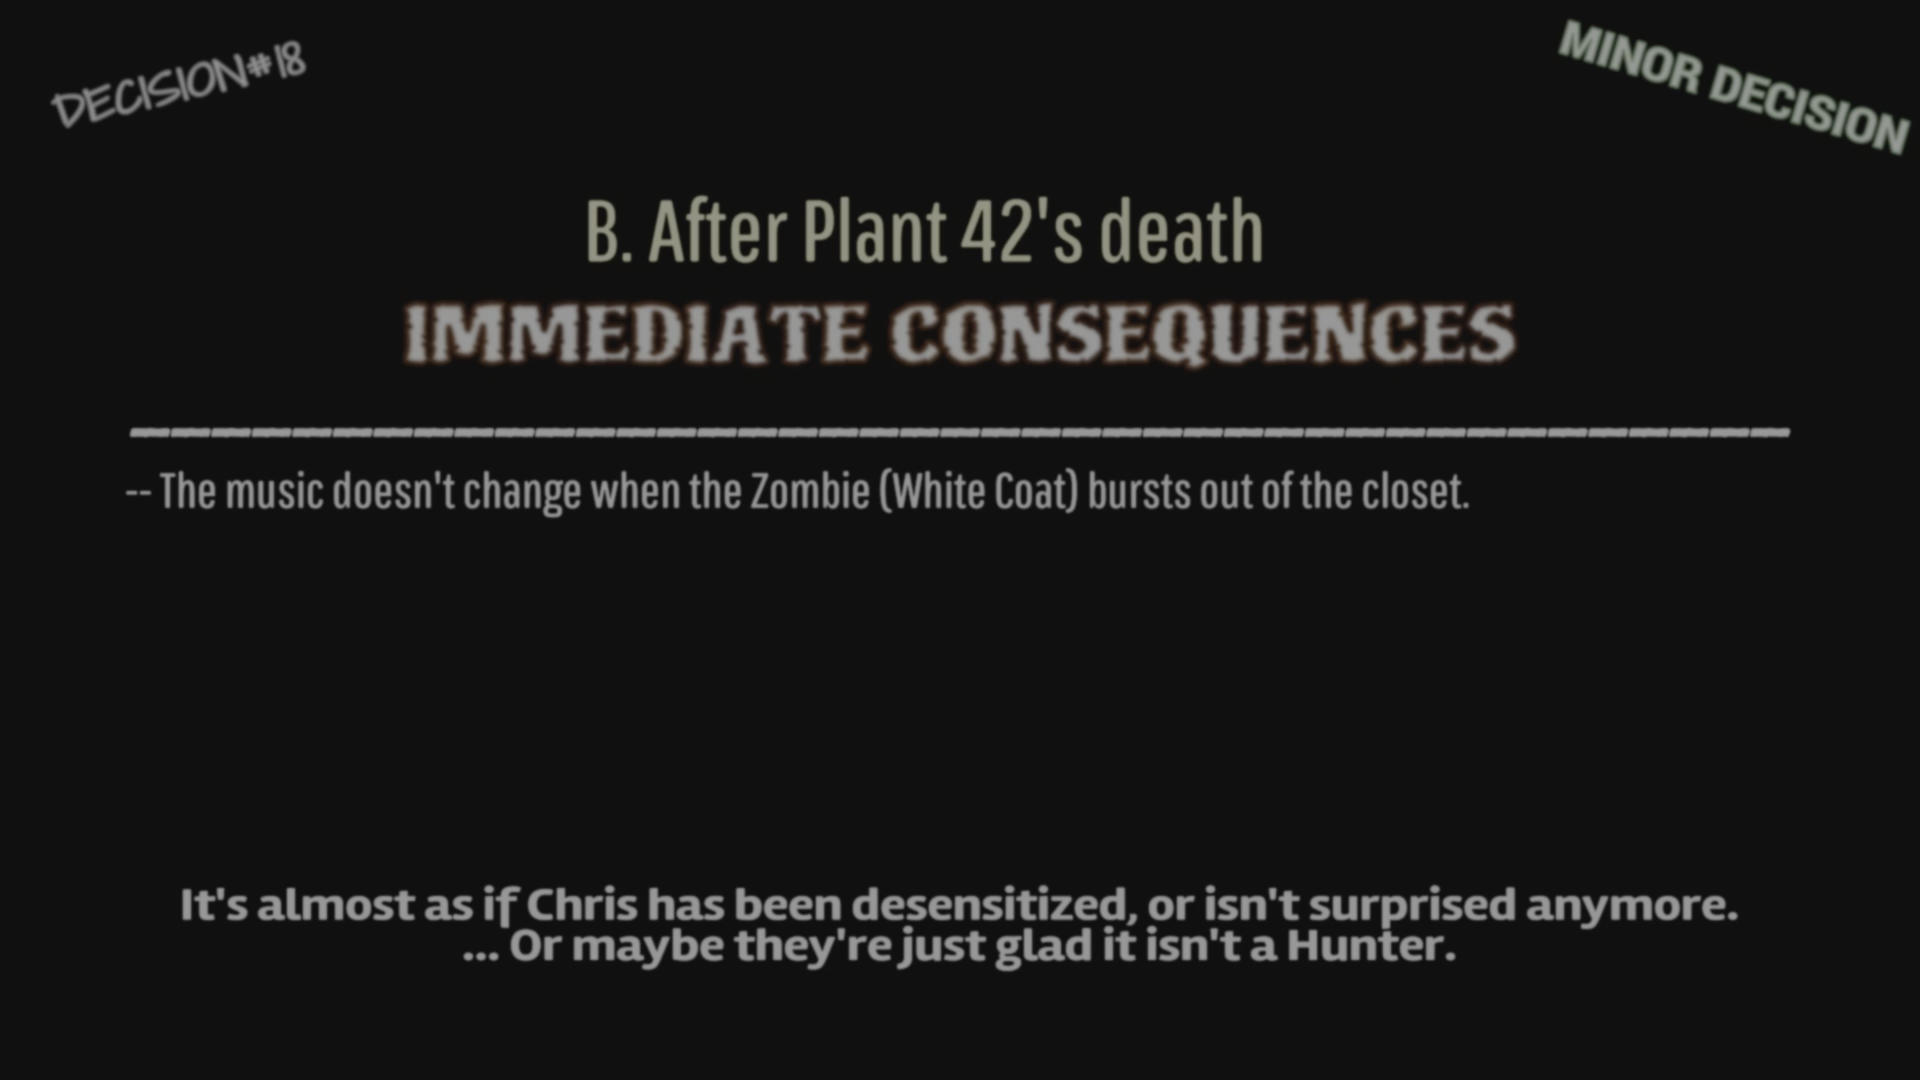 DECISION#18
MINOR DECISION
B. After Plant 42's death
IMMEDIATE CONSEQUENCES
-- The music doesn't change when the Zombie (White Coat) bursts out of the closet.
It's almost as if Chris has been desensitized, or isn't surprised anymore.
... Or maybe they're just glad it isn't a Hunter.